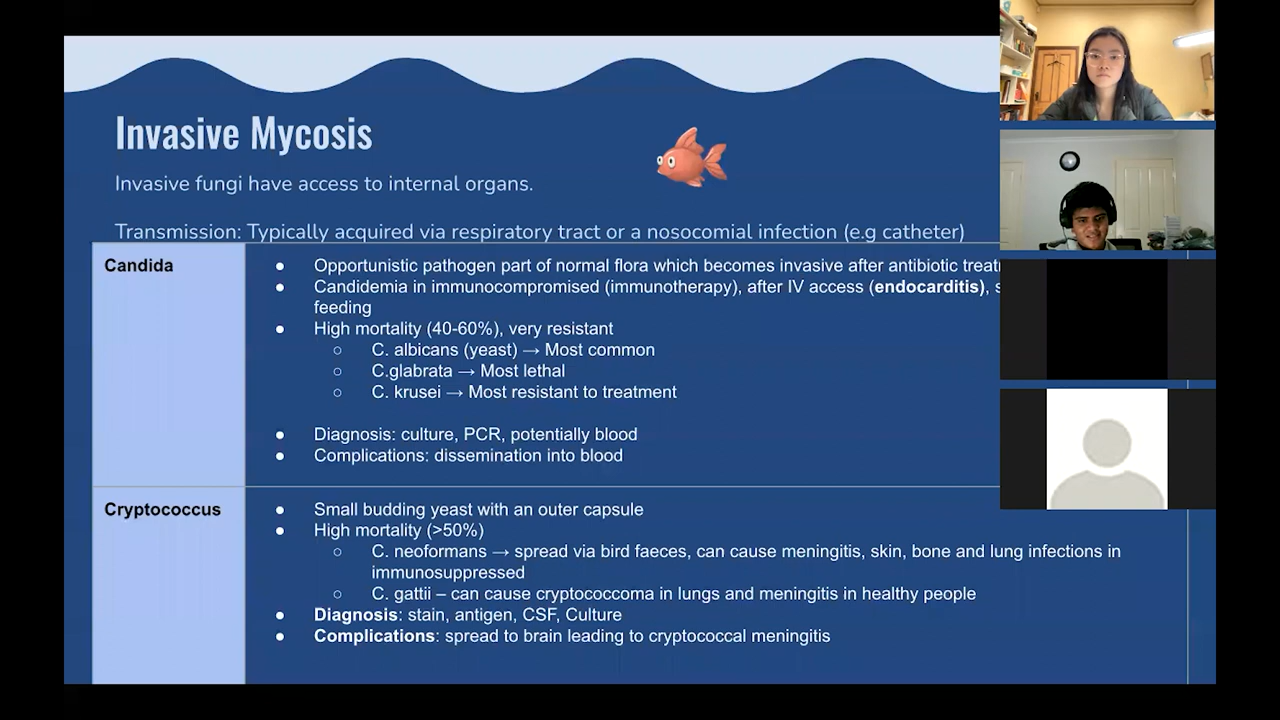 Invasive Mycosis
Invasive fungi have access to internal organs.
Transmission: Typically acquired via respiratory tract or a nosocomial infection (e.g catheter)
Candida
● Opportunistic pathogen part of normal flora which becomes invasive after antibiotic
● Candidemia in immunocompromised (immunotherapy), after IV access (endocarditis),
feeding
● High mortality (40-60%), very resistant
○ C. albicans (yeast) → Most common
○ C.glabrata → Most lethal
○ C. krusei → Most resistant to treatment
● Diagnosis: culture, PCR, potentially blood
● Complications: dissemination into blood
Cryptococcus
● Small budding yeast with an outer capsule
● High mortality (>50%)
○ C. neoformans → spread via bird faeces, can cause meningitis, skin, bone and lung infections in
immunosuppressed
○ C. gattii – can cause cryptococcoma in lungs and meningitis in healthy people
● Diagnosis: stain, antigen, CSF, Culture
● Complications: spread to brain leading to cryptococcal meningitis